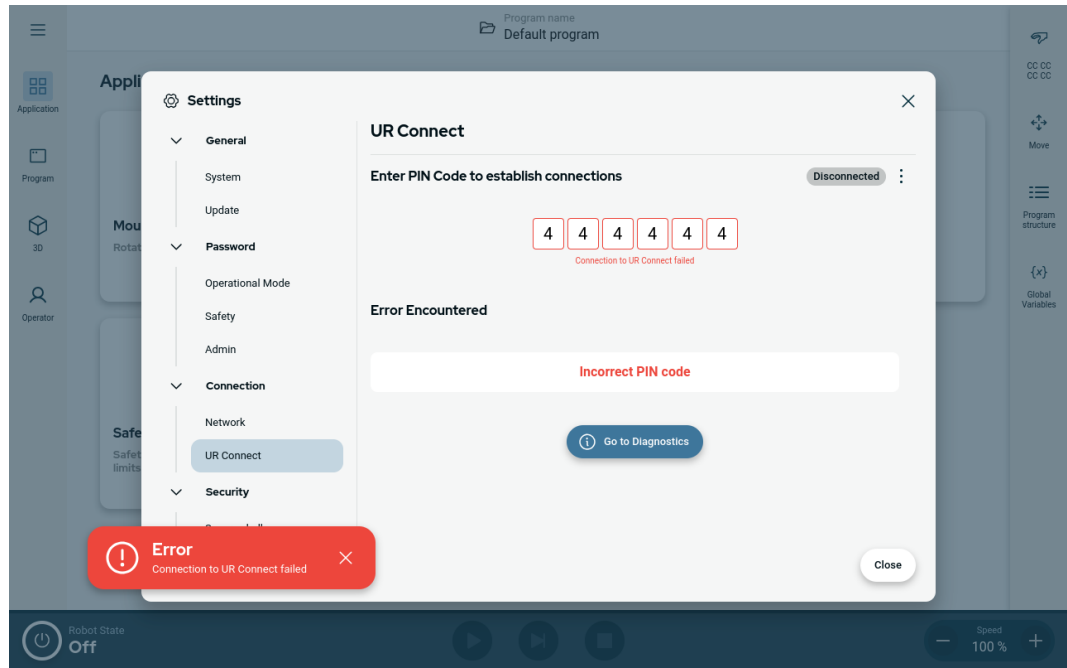 Program name
Default program
Application
Program
3D
Operator
Appli
Mou
Rotat
Safe
Safet
limits
Settings
General
System
Update
Password
Operational Mode
Safety
Admin
Connection
Network
UR Connect
Security
UR Connect
Enter PIN Code to establish connections
Disconnected
4 4 4 4 4 4
Connection to UR Connect failed
Error Encountered
Incorrect PIN code
Go to Diagnostics
Close
Error
Connection to UR Connect failed
CC CC
CC CC
Move
Program
structure
{x}
Global
Variables
Robot State
Off
Speed
100 %